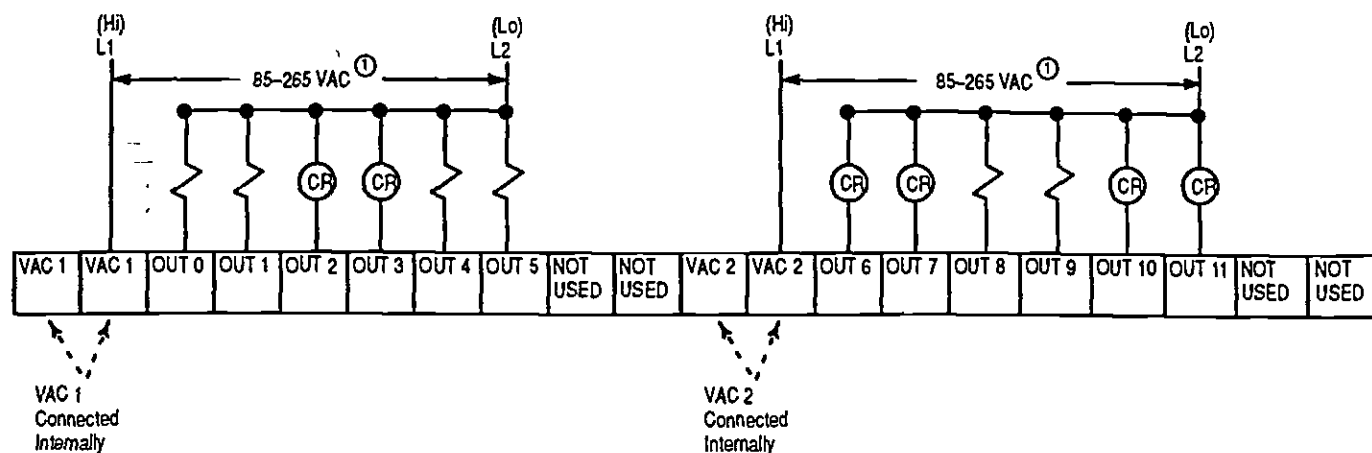 (Hi)
L1
(Lo)
L2
85–265 VAC ①
CR
CR
(Hi)
L1
(Lo)
L2
85–265 VAC ①
CR
CR
CR
CR
VAC 1
VAC 1
OUT 0
OUT 1
OUT 2
OUT 3
OUT 4
OUT 5
NOT
USED
NOT
USED
VAC 2
VAC 2
OUT 6
OUT 7
OUT 8
OUT 9
OUT 10
OUT 11
NOT
USED
NOT
USED
VAC 1
Connected
Internally
VAC 2
Connected
Internally